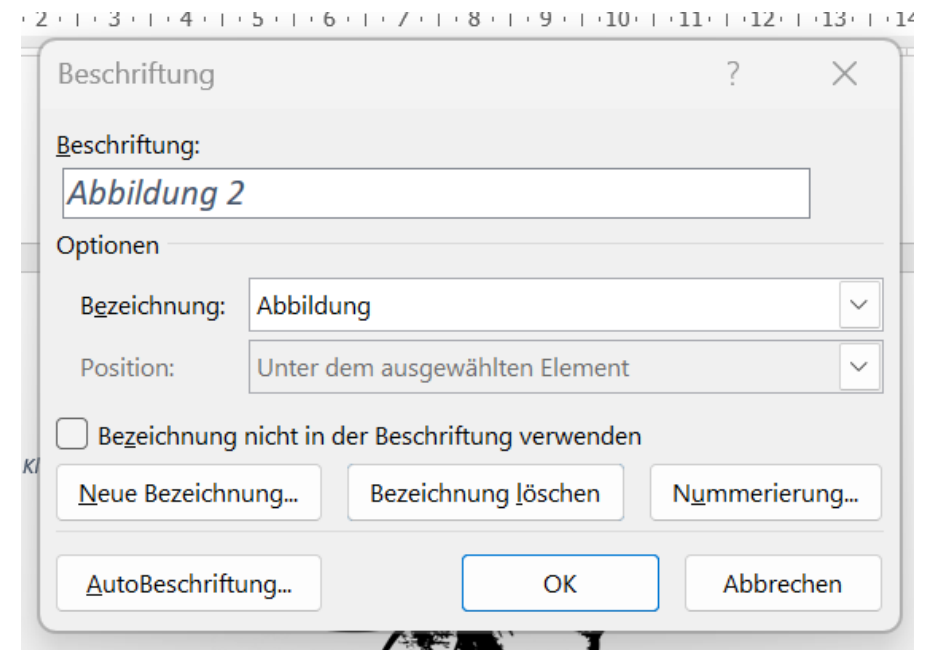 2 · | · 3 · | · 4 · | · 5 · | · 6 · | · 7 · | · 8 · | · 9 · | · 10 · | · 11 · | · 12 · | · 13 · | · 14
Beschriftung ?
Beschriftung:
Abbildung 2
Optionen
Bezeichnung: Abbildung
Position: Unter dem ausgewählten Element
Bezeichnung nicht in der Beschriftung verwenden
Neue Bezeichnung... Bezeichnung löschen Nummerierung...
AutoBeschriftung... OK Abbrechen